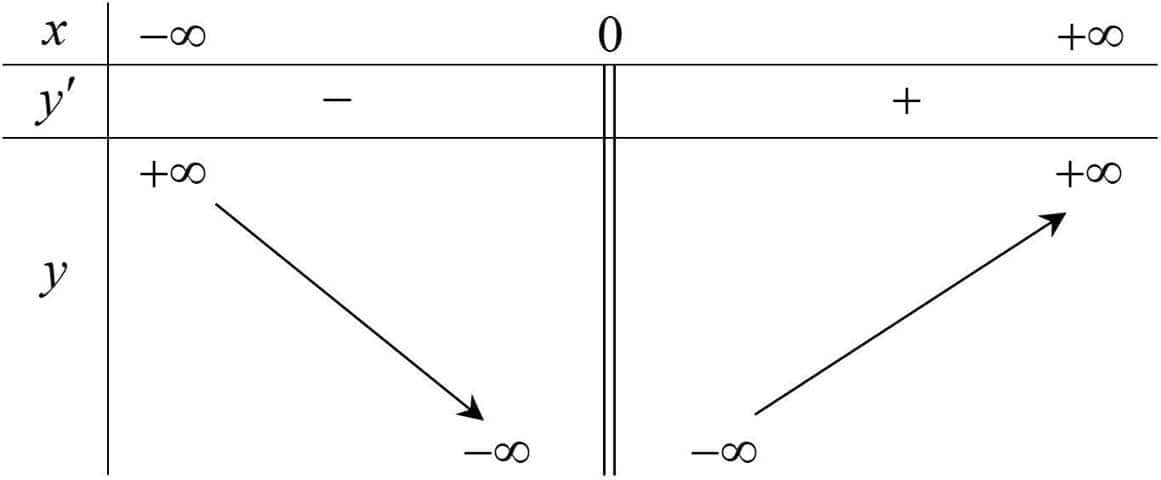 x −∞ 0 +∞
y′ − +
+∞ +∞
y
−∞ −∞